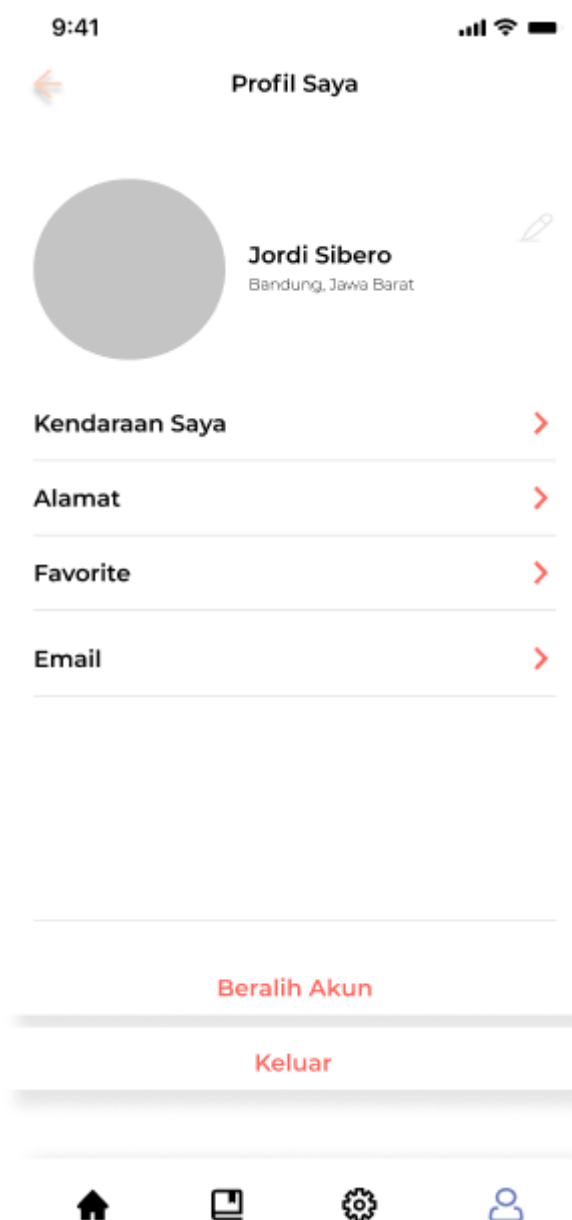 9:41
Profil Saya
Jordi Sibero
Bandung, Jawa Barat
Kendaraan Saya
Alamat
Favorite
Email
Beralih Akun
Keluar